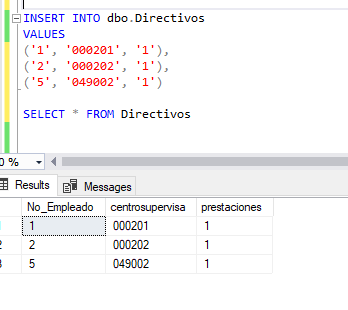 INSERT INTO dbo.Directivos
VALUES
('1', '000201', '1'),
('2', '000202', '1'),
('5', '049002', '1')
SELECT * FROM Directivos
0 %
Results Messages
No_Empleado centrosupervisa prestaciones
1 000201 1
2 2 000202 1
3 5 049002 1